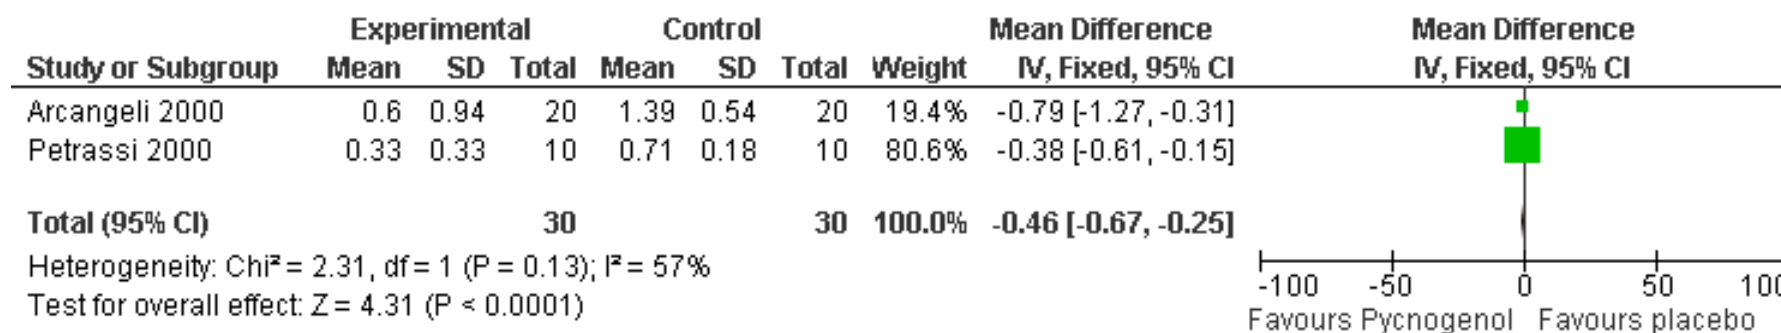 Experimental Control Mean Difference Mean Difference
Study or Subgroup Mean SD Total Mean SD Total Weight IV, Fixed, 95% CI IV, Fixed, 95% CI
Arcangeli 2000 0.6 0.94 20 1.39 0.54 20 19.4% -0.79 [-1.27, -0.31]
Petrassi 2000 0.33 0.33 10 0.71 0.18 10 80.6% -0.38 [-0.61, -0.15]
Total (95% CI) 30 30 100.0% -0.46 [-0.67, -0.25]
Heterogeneity: Chi² = 2.31, df = 1 (P = 0.13); I² = 57%
Test for overall effect: Z = 4.31 (P < 0.0001)
-100 -50 0 50 100
Favours Pycnogenol Favours placebo